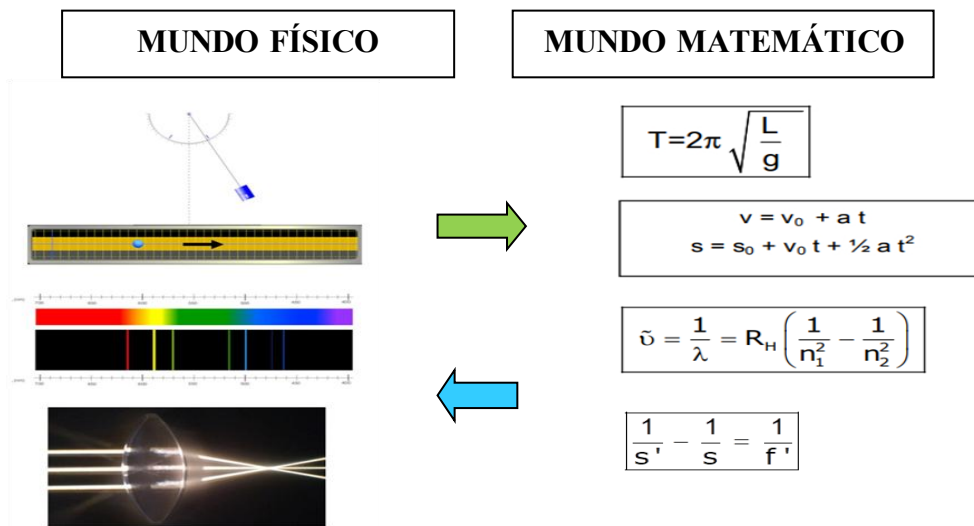 MUNDO FÍSICO
MUNDO MATEMÁTICO
T=2π √(L/g)
v = v₀ + a t
s = s₀ + v₀ t + ½ a t²
ῦ = 1/λ = R_H (1/n₁² − 1/n₂²)
1/s' − 1/s = 1/f'